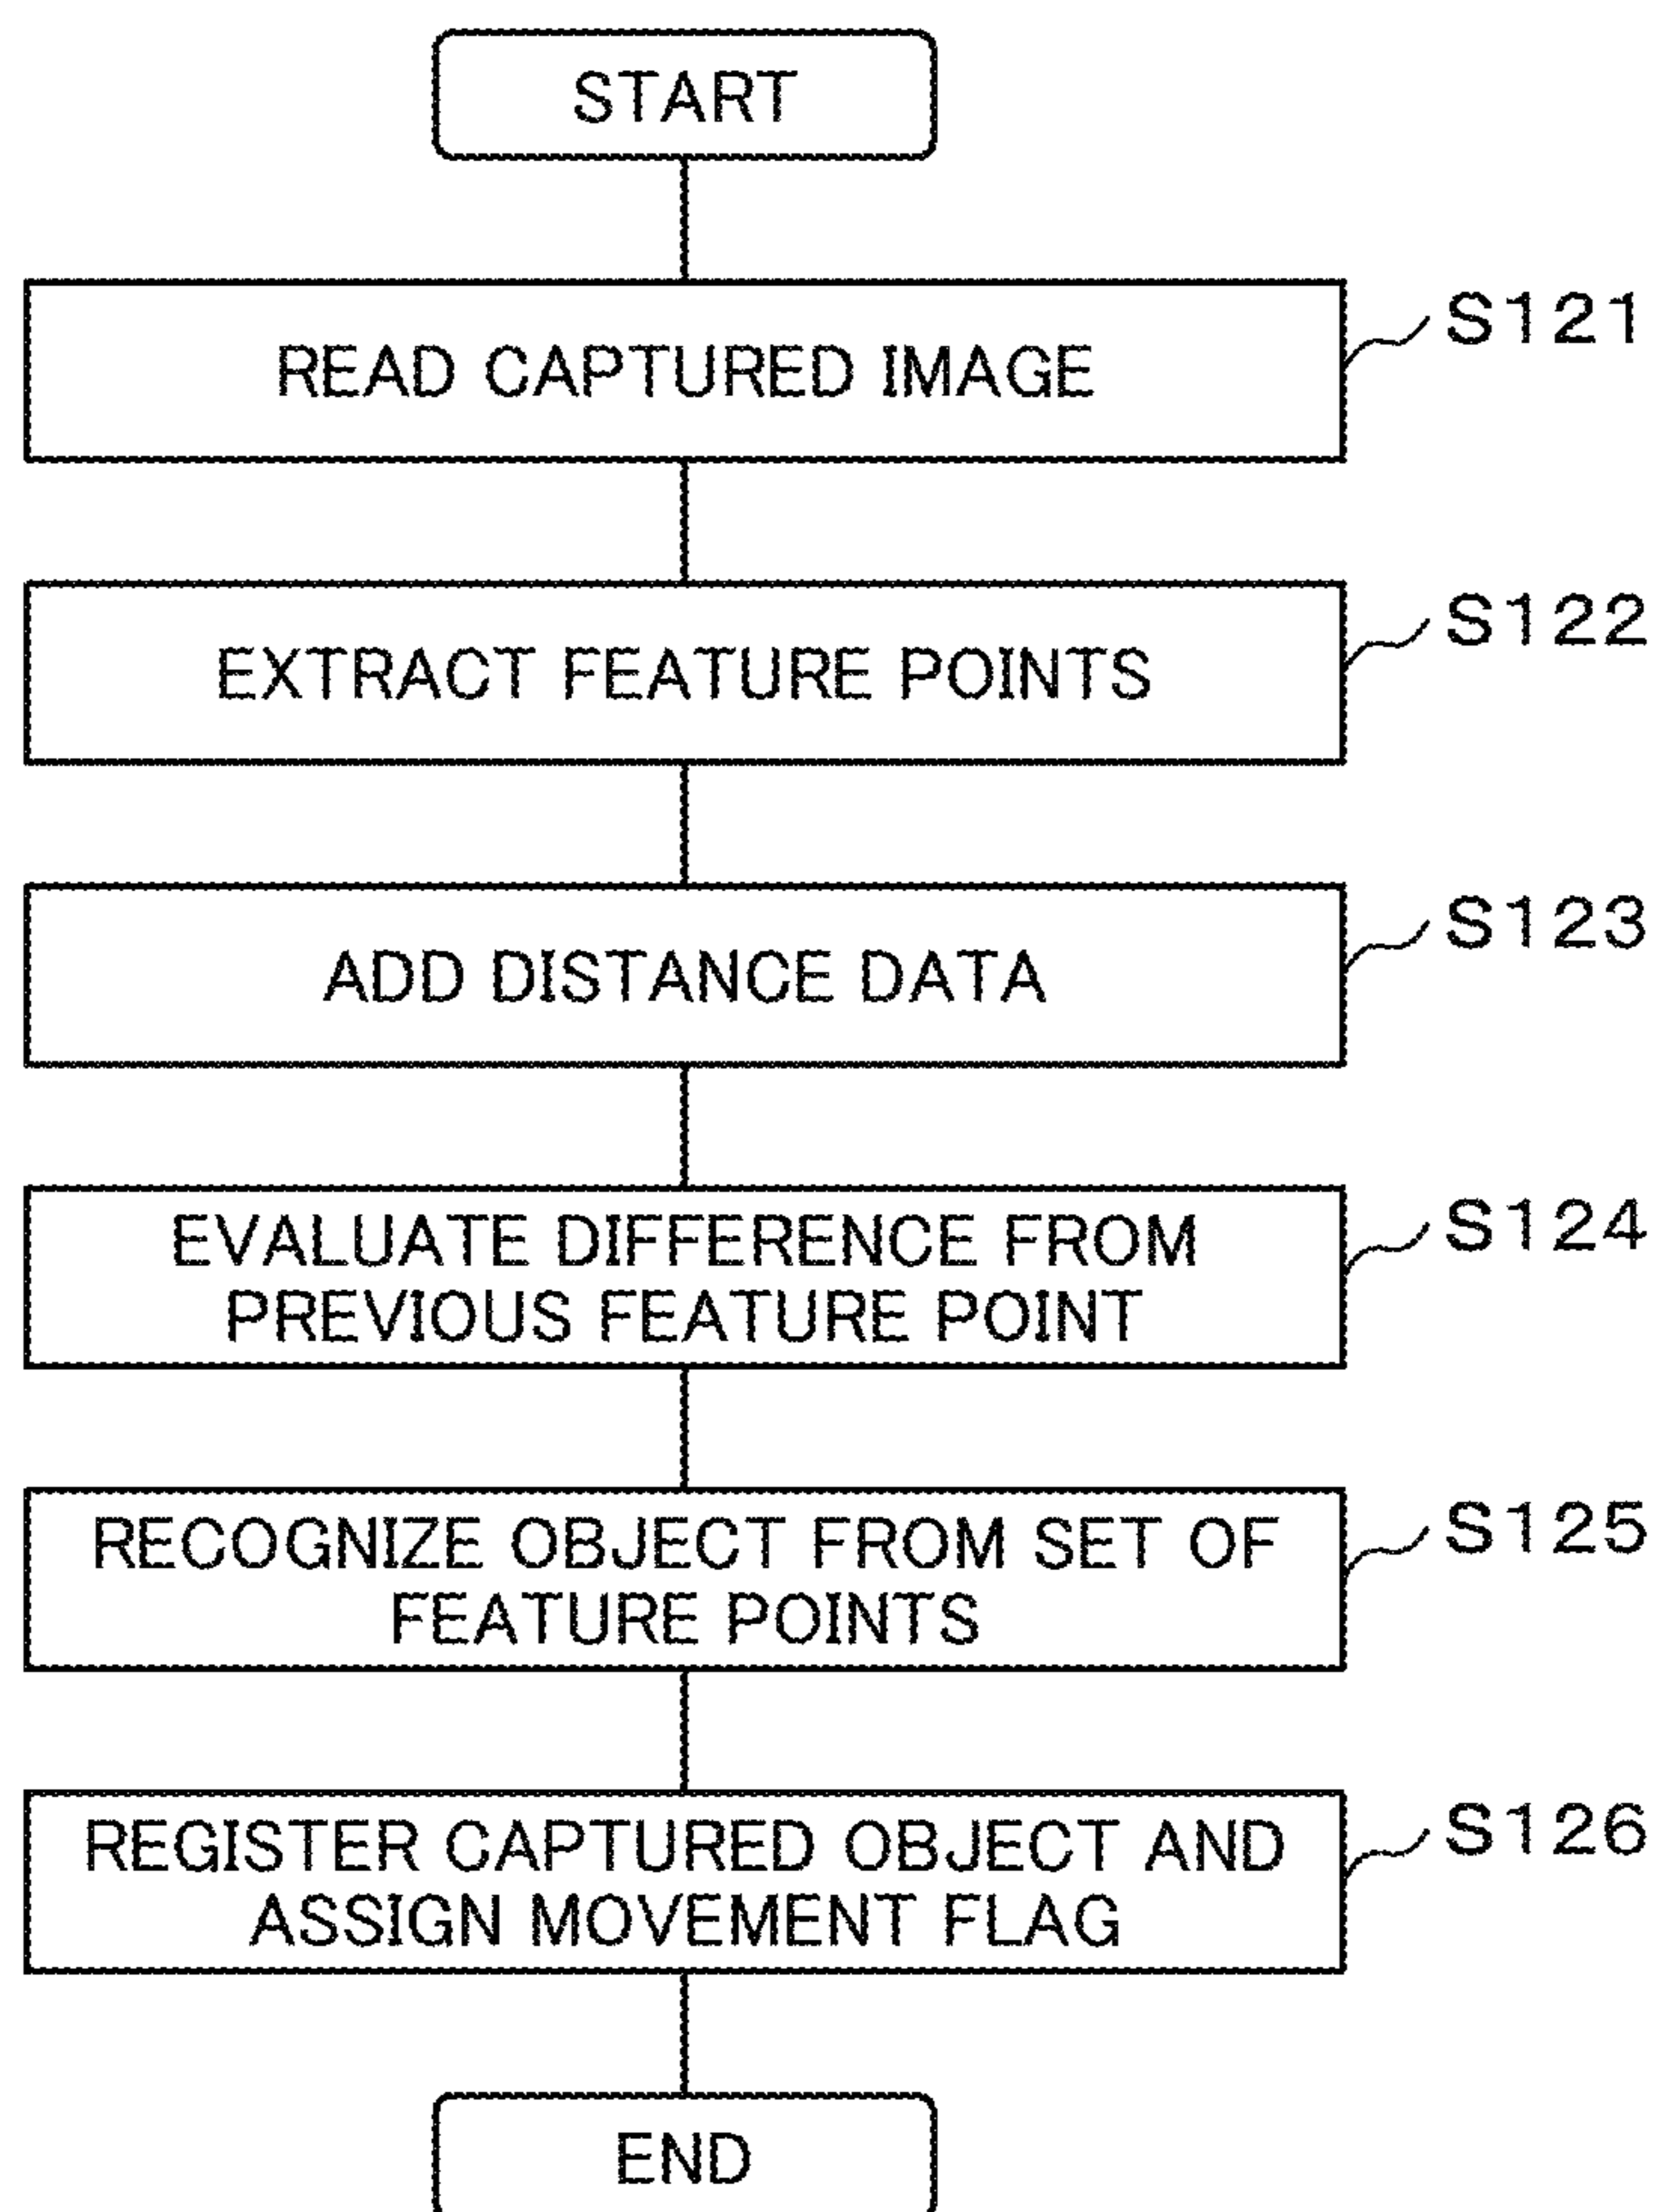 START
READ CAPTURED IMAGE
S121
EXTRACT FEATURE POINTS
S122
ADD DISTANCE DATA
S123
EVALUATE DIFFERENCE FROM
PREVIOUS FEATURE POINT
S124
RECOGNIZE OBJECT FROM SET OF
FEATURE POINTS
S125
REGISTER CAPTURED OBJECT AND
ASSIGN MOVEMENT FLAG
S126
END